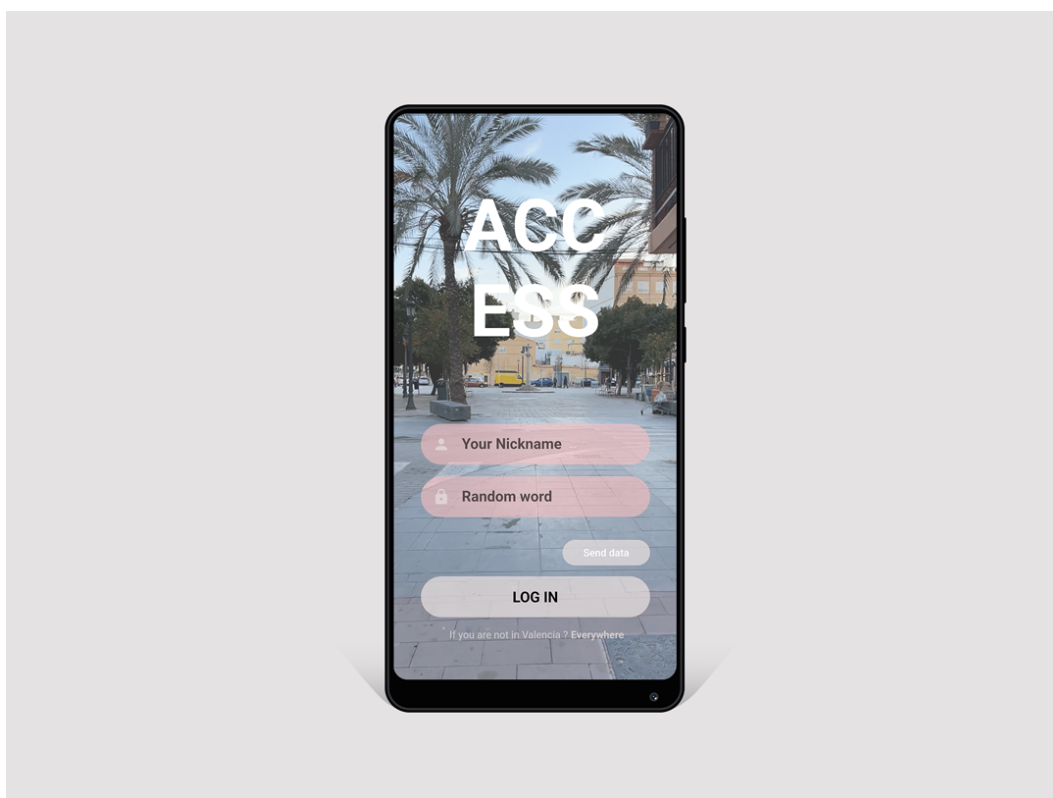 ACC
ESS
Your Nickname
Random word
Send data
LOG IN
If you are not in Valencia ? Everywhere